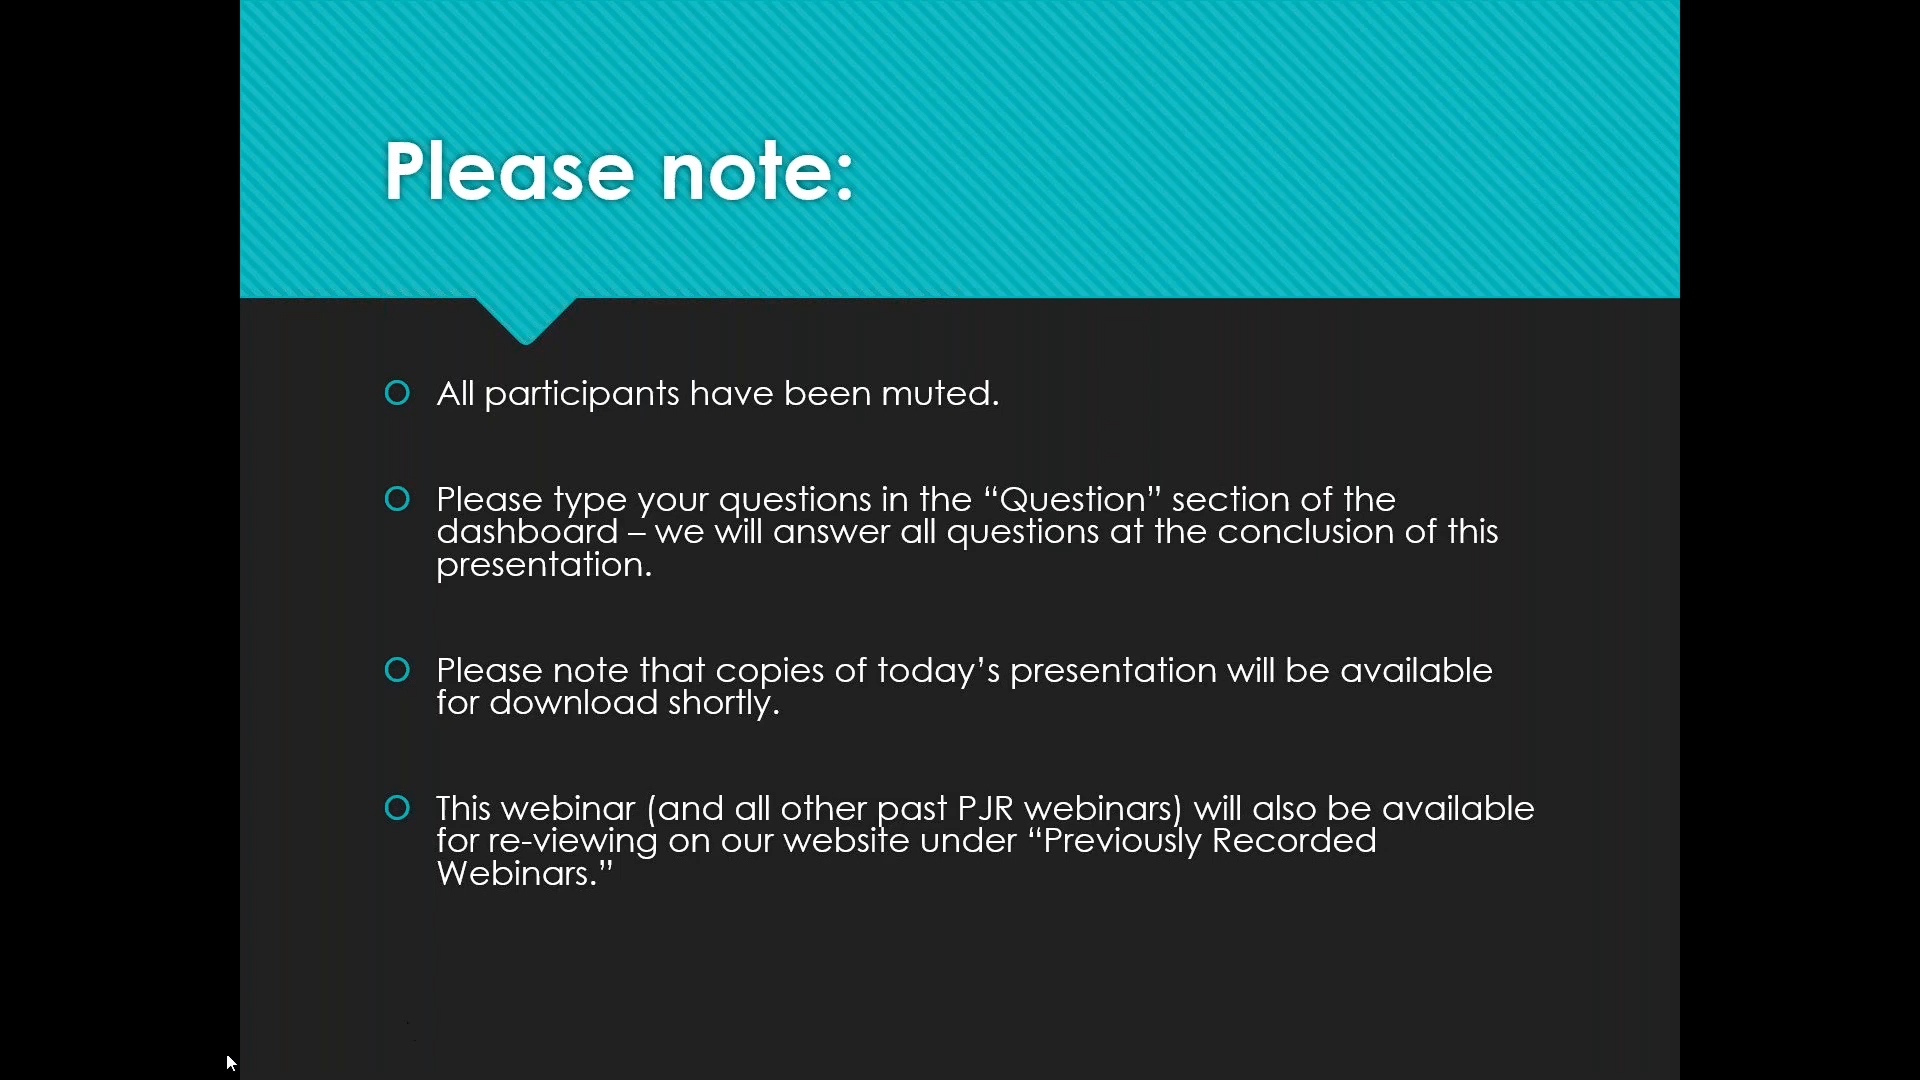 Please note:
All participants have been muted.
Please type your questions in the “Question” section of the
dashboard – we will answer all questions at the conclusion of this
presentation.
Please note that copies of today’s presentation will be available
for download shortly.
This webinar (and all other past PJR webinars) will also be available
for re-viewing on our website under “Previously Recorded
Webinars.”